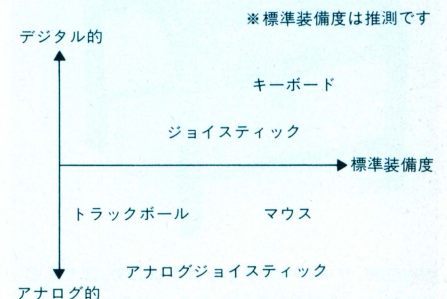 ※標準装備度は推測です
デジタル的
キーボード
ジョイスティック
標準装備度
トラックボール
マウス
アナログジョイスティック
アナログ的